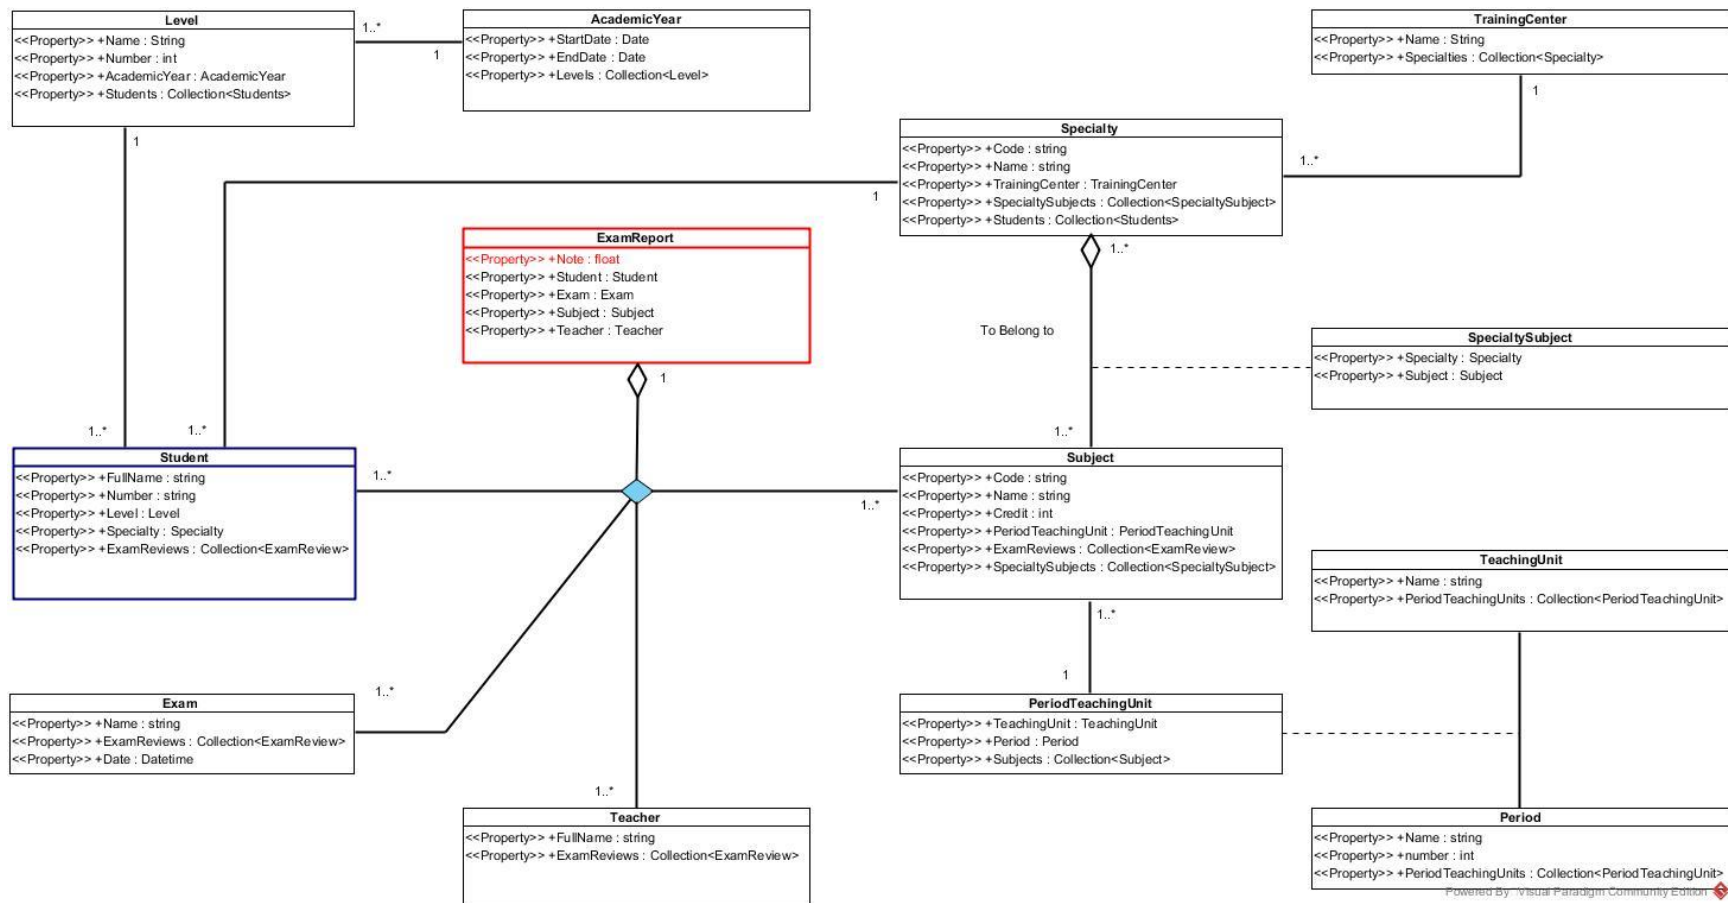 Level
<<Property>> +Name : String
<<Property>> +Number : int
<<Property>> +AcademicYear : AcademicYear
<<Property>> +Students : Collection<Students>
1..*
1
AcademicYear
<<Property>> +StartDate : Date
<<Property>> +EndDate : Date
<<Property>> +Levels : Collection<Level>
TrainingCenter
<<Property>> +Name : String
<<Property>> +Specialties : Collection<Specialty>
1
1..*
Specialty
<<Property>> +Code : string
<<Property>> +Name : string
<<Property>> +TrainingCenter : TrainingCenter
<<Property>> +SpecialtySubjects : Collection<SpecialtySubject>
<<Property>> +Students : Collection<Students>
1
1
1..*
ExamReport
<<Property>> +Note : float
<<Property>> +Student : Student
<<Property>> +Exam : Exam
<<Property>> +Subject : Subject
<<Property>> +Teacher : Teacher
1
To Belong to
SpecialtySubject
<<Property>> +Specialty : Specialty
<<Property>> +Subject : Subject
1..*
1..*
1..*
Student
<<Property>> +FullName : string
<<Property>> +Number : string
<<Property>> +Level : Level
<<Property>> +Specialty : Specialty
<<Property>> +ExamReviews : Collection<ExamReview>
1..*
1..*
Subject
<<Property>> +Code : string
<<Property>> +Name : string
<<Property>> +Credit : int
<<Property>> +PeriodTeachingUnit : PeriodTeachingUnit
<<Property>> +ExamReviews : Collection<ExamReview>
<<Property>> +SpecialtySubjects : Collection<SpecialtySubject>
TeachingUnit
<<Property>> +Name : string
<<Property>> +PeriodTeachingUnits : Collection<PeriodTeachingUnit>
1..*
1
1..*
Exam
<<Property>> +Name : string
<<Property>> +ExamReviews : Collection<ExamReview>
<<Property>> +Date : Datetime
PeriodTeachingUnit
<<Property>> +TeachingUnit : TeachingUnit
<<Property>> +Period : Period
<<Property>> +Subjects : Collection<Subject>
1..*
Teacher
<<Property>> +FullName : string
<<Property>> +ExamReviews : Collection<ExamReview>
Period
<<Property>> +Name : string
<<Property>> +number : int
<<Property>> +PeriodTeachingUnits : Collection<PeriodTeachingUnit>
Powered By Visual Paradigm Community Edition